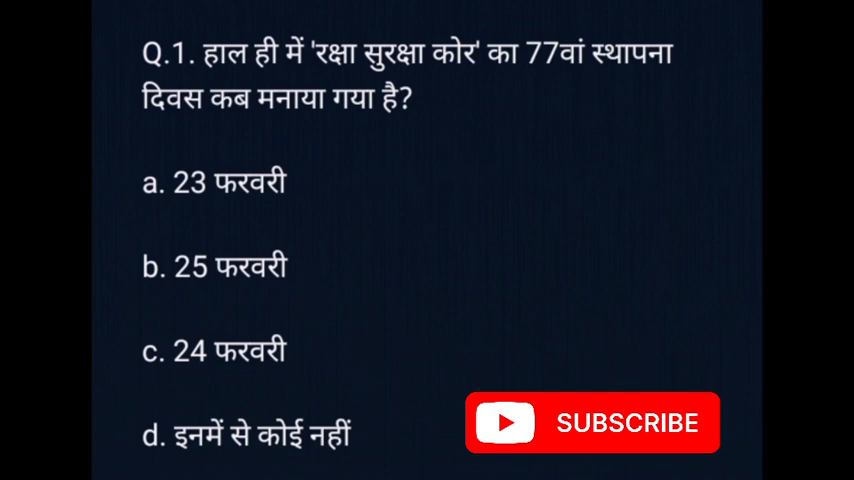 Q.1. हाल ही में 'रक्षा सुरक्षा कोर' का 77वां स्थापना
दिवस कब मनाया गया है?
a. 23 फरवरी
b. 25 फरवरी
c. 24 फरवरी
d. इनमें से कोई नहीं
SUBSCRIBE